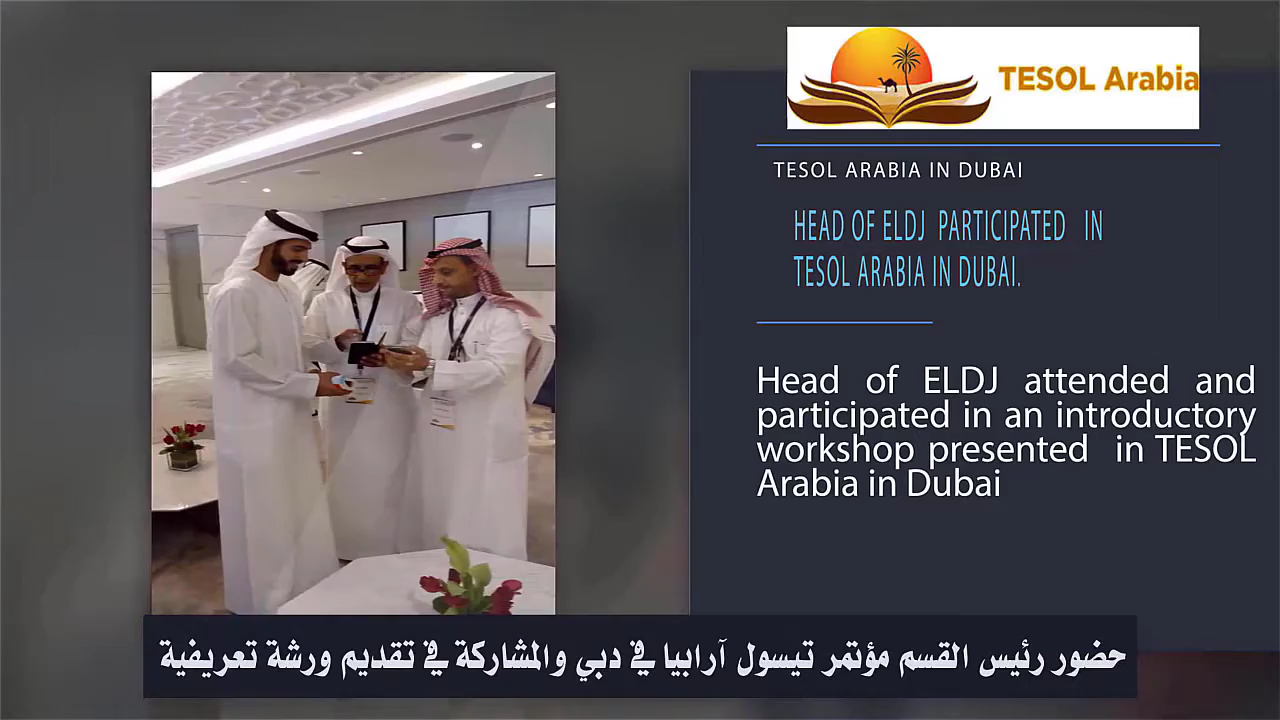 TESOL Arabia
TESOL ARABIA IN DUBAI
HEAD OF ELDJ PARTICIPATED IN
TESOL ARABIA IN DUBAI.
Head of ELDJ attended and
participated in an introductory
workshop presented in TESOL
Arabia in Dubai
حضور رئيس القسم مؤتمر تيسول آرابيا في دبي والمشاركة في تقديم ورشة تعريفية